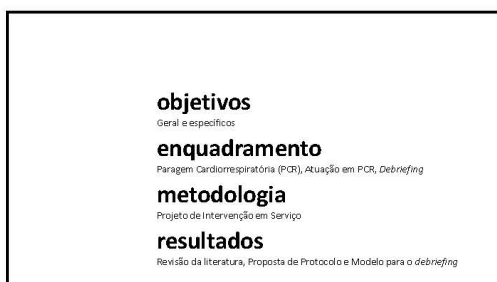 objetivos
Geral e específicos
enquadramento
Paragem Cardiorrespiratória (PCR), Atuação em PCR, Debriefing
metodologia
Projeto de Intervenção em Serviço
resultados
Revisão da literatura, Proposta de Protocolo e Modelo para o debriefing